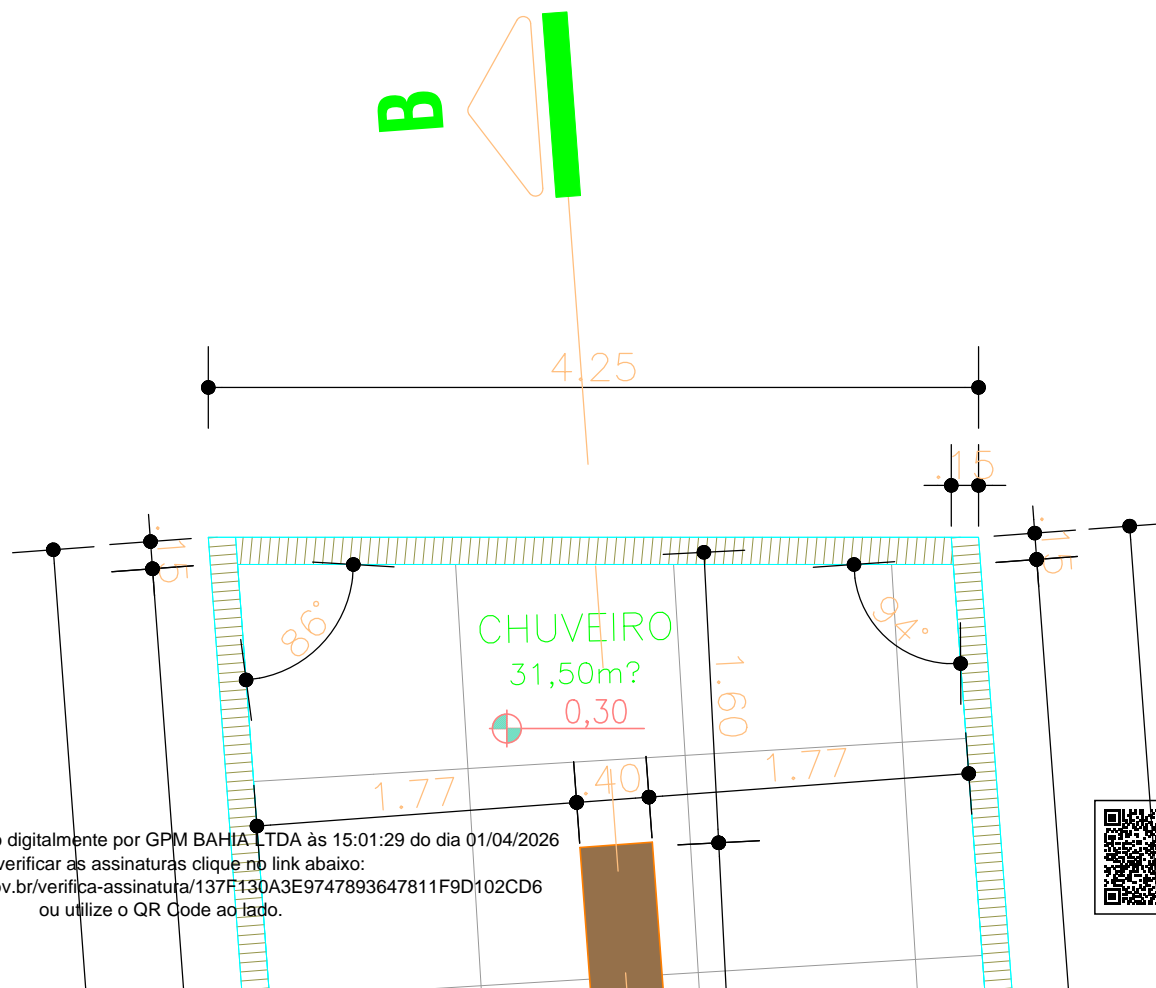 B
4.25
.15
.15
.15
86°
94°
CHUVEIRO
31,50m?
0,30
1.60
1.77
.40
1.77
digitalmente por GPM BAHIA LTDA às 15:01:29 do dia 01/04/2026
verificar as assinaturas clique no link abaixo:
ov.br/verifica-assinatura/137F130A3E9747893647811F9D102CD6
ou utilize o QR Code ao lado.